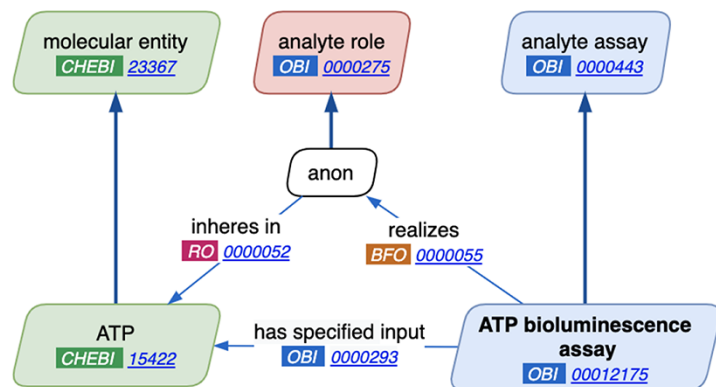 molecular entity
CHEBI 23367
analyte role
OBI 0000275
analyte assay
OBI 0000443
anon
inheres in
RO 0000052
realizes
BFO 0000055
ATP
CHEBI 15422
has specified input
OBI 0000293
ATP bioluminescence
assay
OBI 00012175